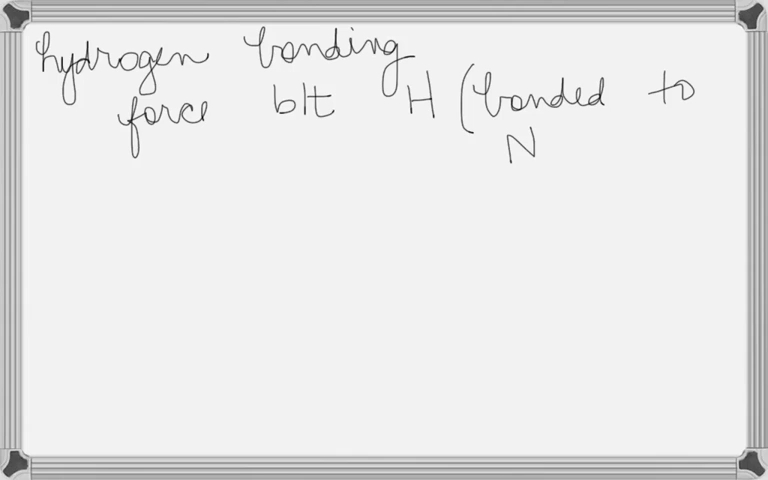 hydrogen bonding
force b/t H (bonded to
N